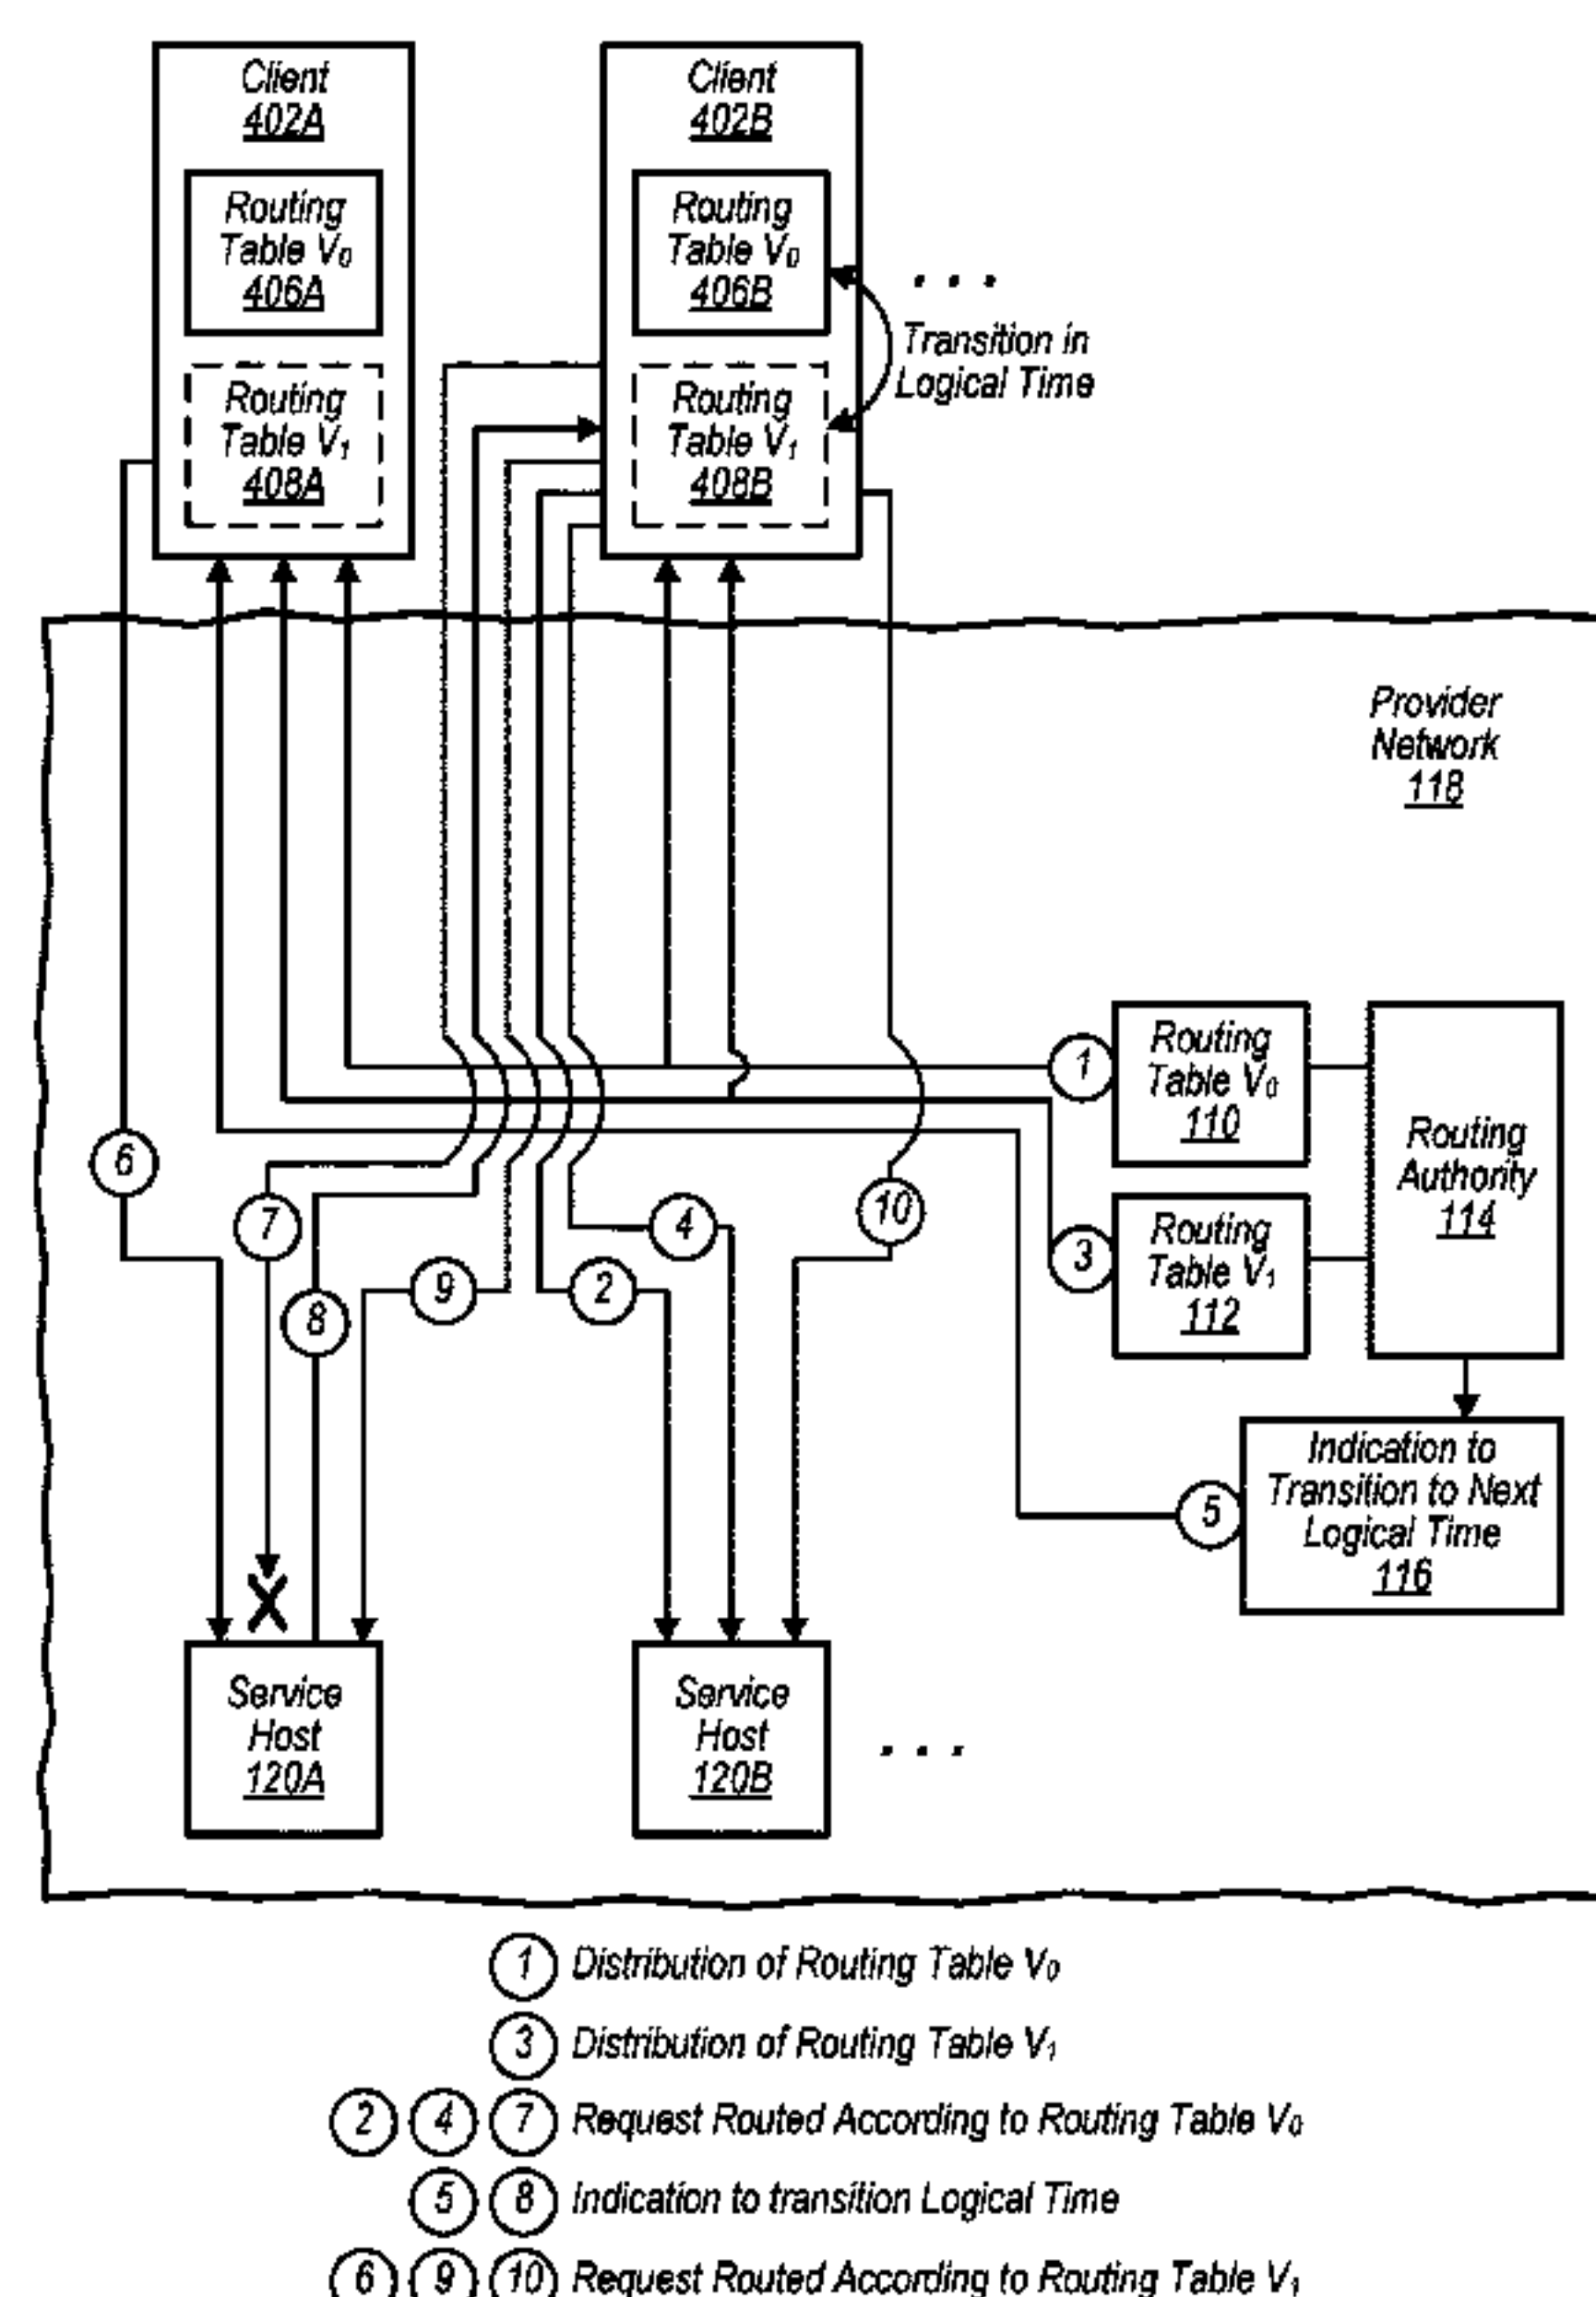 Client
402A
Routing
Table V0
406A
Routing
Table V1
408A
Client
402B
Routing
Table V0
406B
Routing
Table V1
408B
. . .
Transition in
Logical Time
Provider
Network
118
1
Routing
Table V0
110
Routing
Authority
114
3
Routing
Table V1
112
6
7
8
9
2
4
10
5
Indication to
Transition to Next
Logical Time
116
X
Service
Host
120A
Service
Host
120B
. . .
1 Distribution of Routing Table V0
3 Distribution of Routing Table V1
2 4 7 Request Routed According to Routing Table V0
5 8 Indication to transition Logical Time
6 9 10 Request Routed According to Routing Table V1